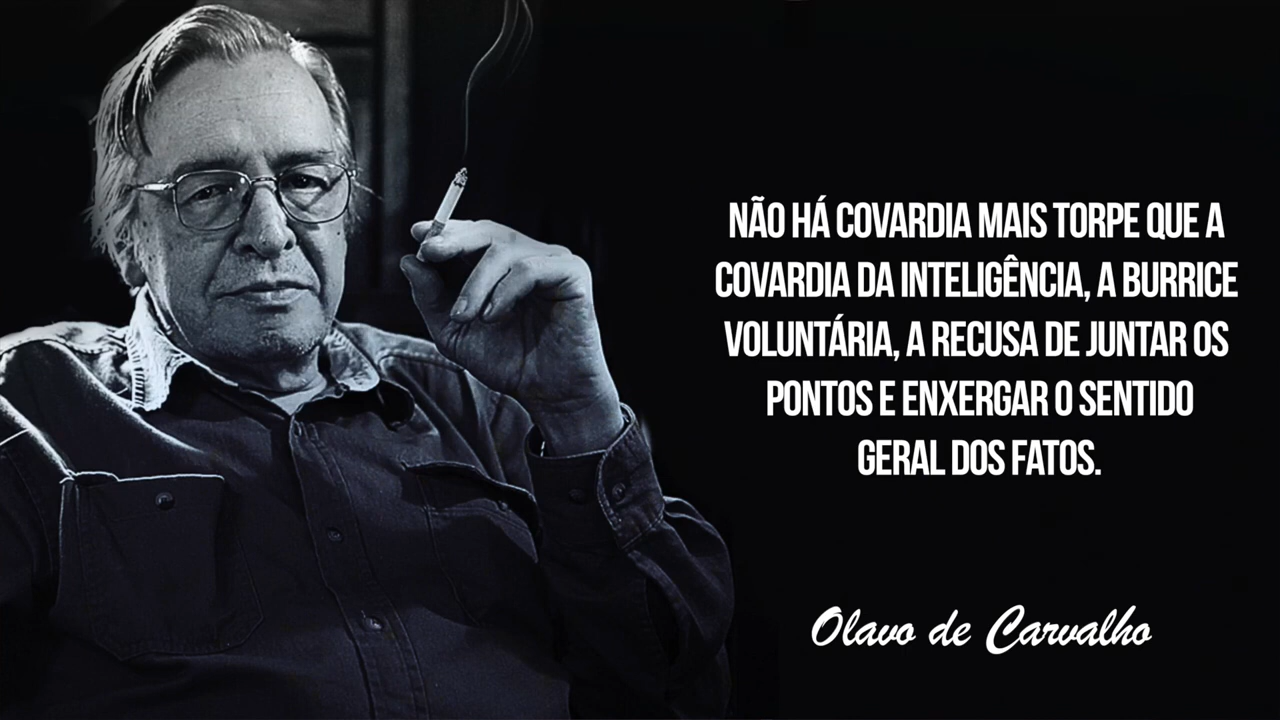 NÃO HÁ COVARDIA MAIS TORPE QUE A
COVARDIA DA INTELIGÊNCIA, A BURRICE
VOLUNTÁRIA, A RECUSA DE JUNTAR OS
PONTOS E ENXERGAR O SENTIDO
GERAL DOS FATOS.
Olavo de Carvalho